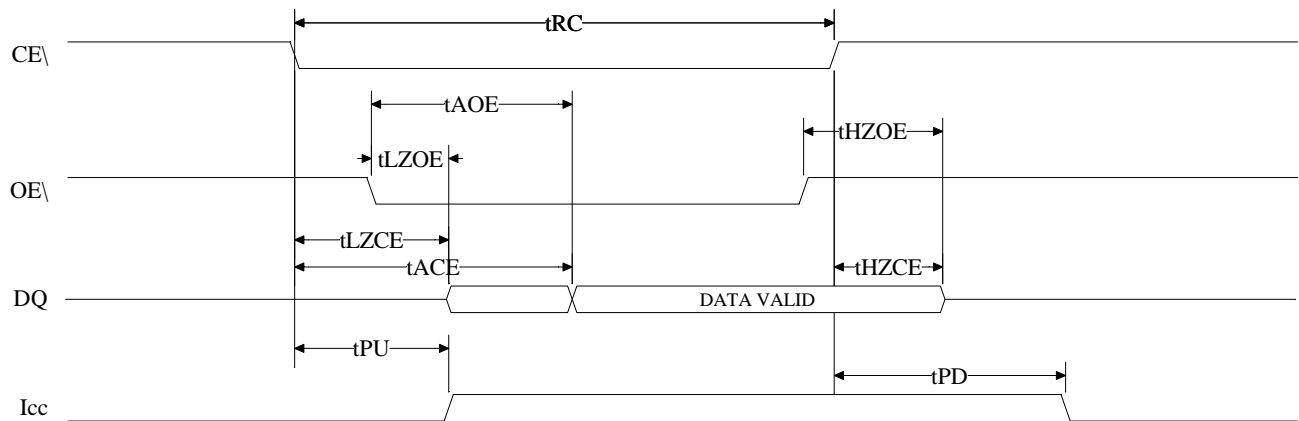 tRC
CE\
tAOE
tHZOE
tLZOE
OE\
tLZCE
tACE
tHZCE
DQ
DATA VALID
tPU
tPD
Icc